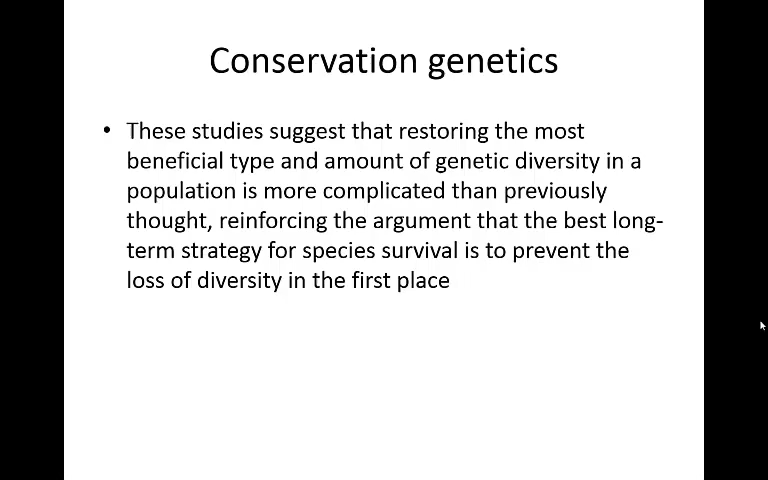 Conservation genetics
• These studies suggest that restoring the most
beneficial type and amount of genetic diversity in a
population is more complicated than previously
thought, reinforcing the argument that the best long-
term strategy for species survival is to prevent the
loss of diversity in the first place